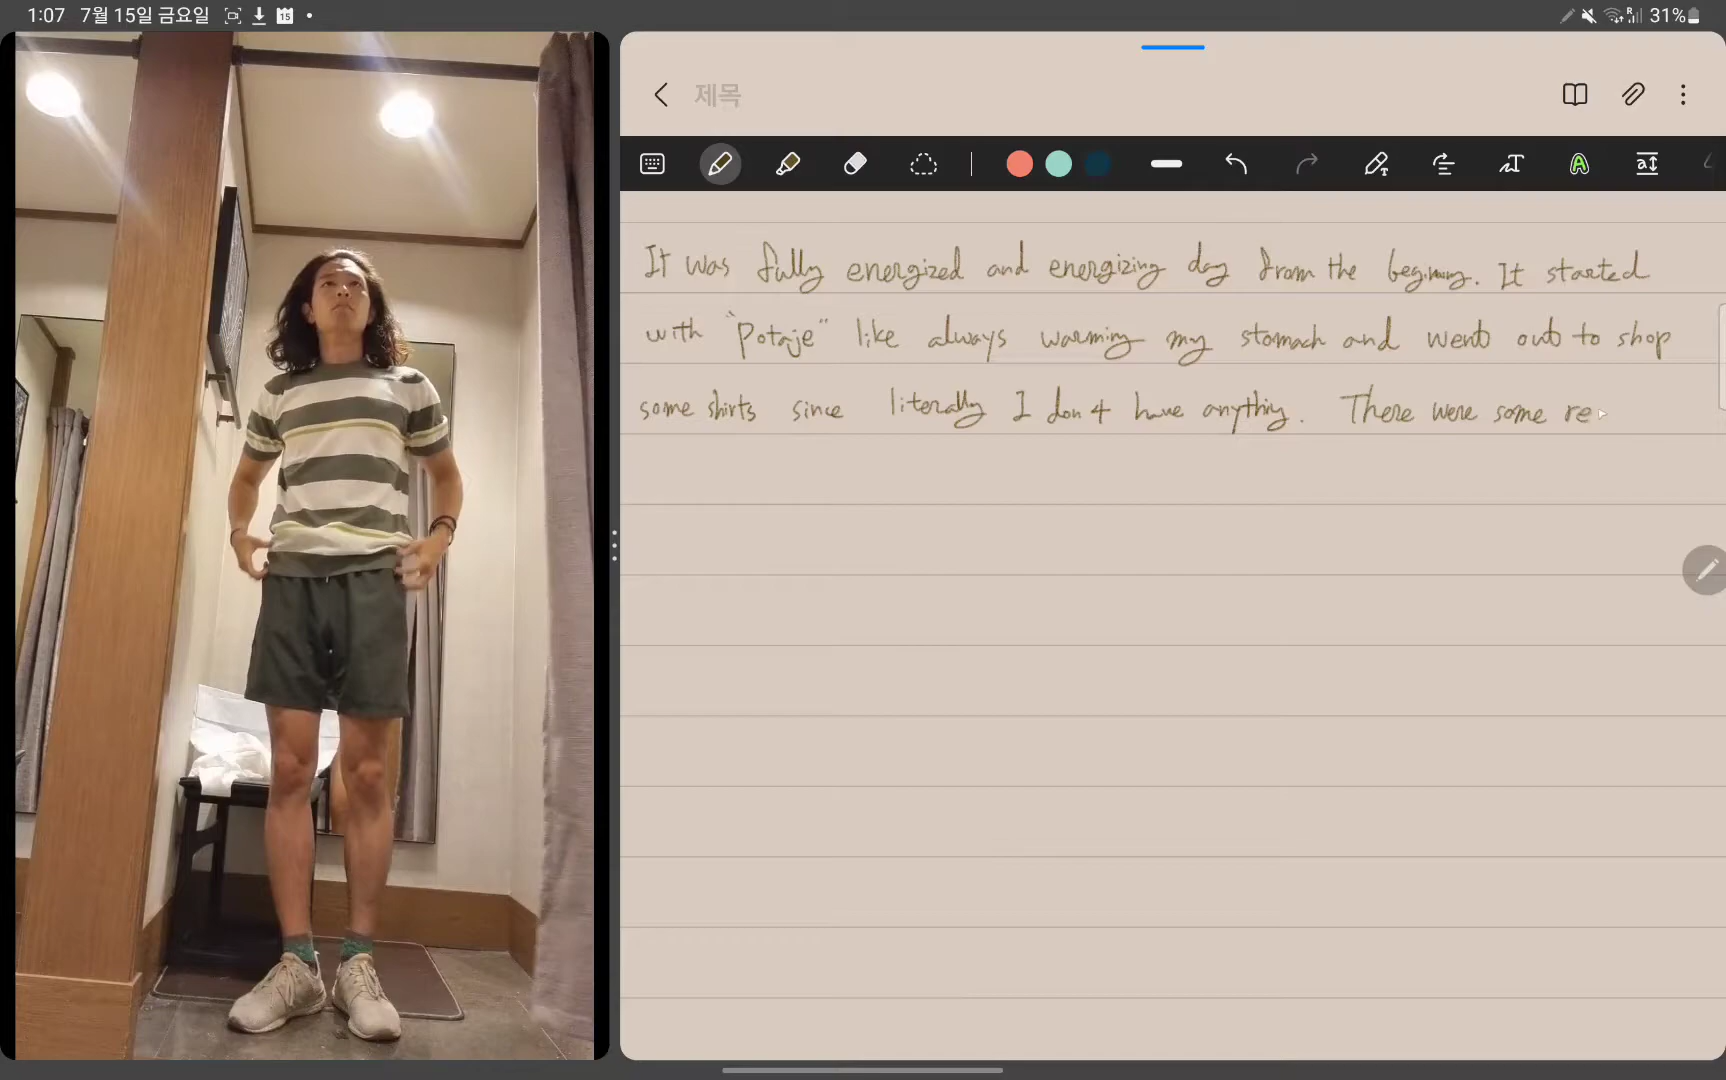 1:07 7월 15일 금요일 15
R 31%
제목
It was fully energized and energizing day from the begining. It started
with "Potaje" like always warming my stomach and went out to shop
some shirts since literally I don't have anything. There were some re